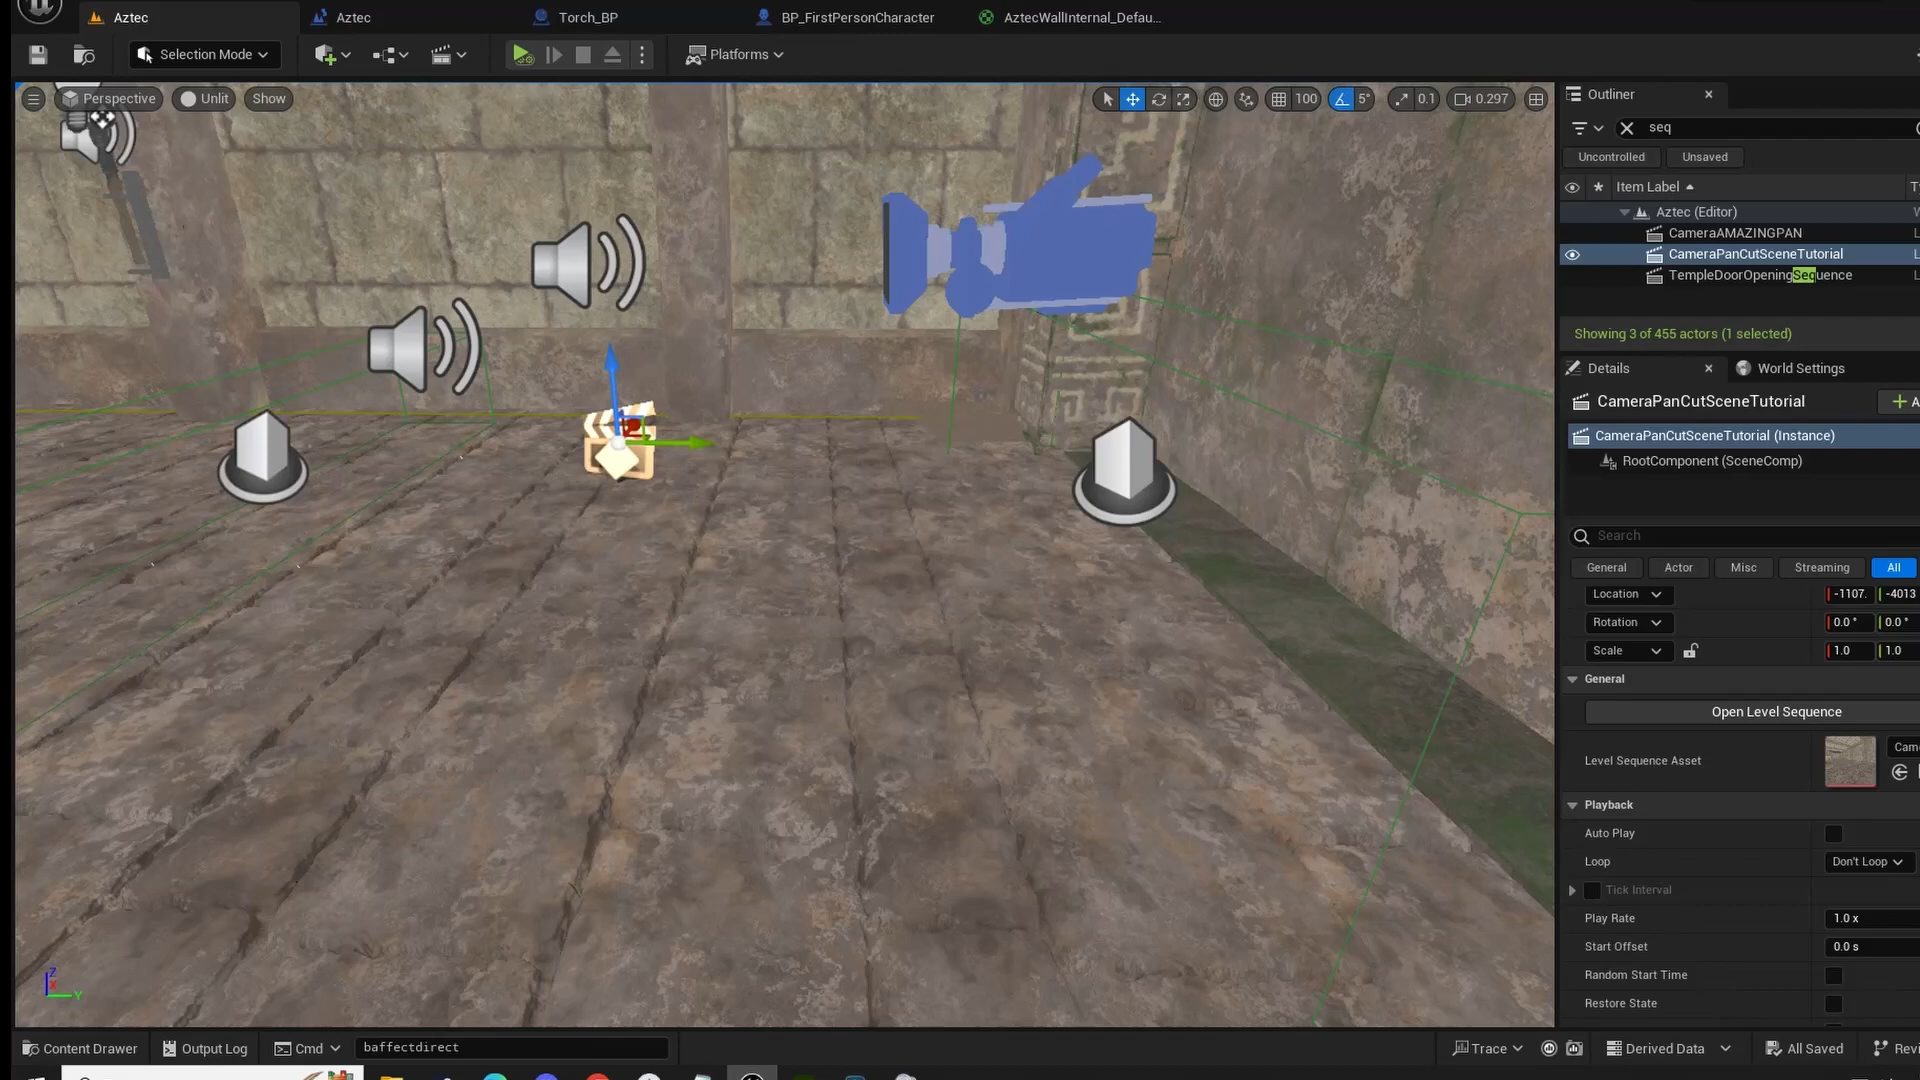 Aztec
Aztec
Torch_BP
BP_FirstPersonCharacter
AztecWallInternal_Defau...
Selection Mode
Platforms
Perspective
Unlit
Show
100
5°
0.1
0.297
Outliner
seq
Uncontrolled
Unsaved
Item Label
Aztec (Editor)
CameraAMAZINGPAN
CameraPanCutSceneTutorial
TempleDoorOpeningSequence
Showing 3 of 455 actors (1 selected)
Details
World Settings
CameraPanCutSceneTutorial
CameraPanCutSceneTutorial (Instance)
RootComponent (SceneComp)
Search
General
Actor
Misc
Streaming
All
Location
-1107.
-4013
Rotation
0.0 °
0.0 °
Scale
1.0
1.0
General
Open Level Sequence
Level Sequence Asset
Came
Playback
Auto Play
Loop
Don't Loop
Tick Interval
Play Rate
1.0 x
Start Offset
0.0 s
Random Start Time
Restore State
Z
X
Y
Content Drawer
Output Log
Cmd
baffectdirect
Trace
Derived Data
All Saved
Revi